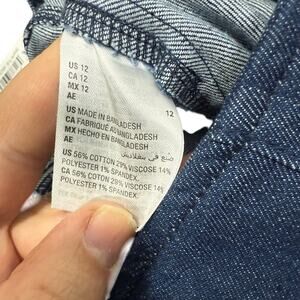 US 12
CA 12
MX 12
AE
12
US MADE IN BANGLADESH
CA FABRIQUÉ AU BANGLADESH
MX HECHO EN BANGLADESH
AE صنع في بنغلاديش
US 56% COTTON 29% VISCOSE 14%
POLYESTER 1% SPANDEX.
CA 56% COTTON 29% VISCOSE 14%
POLYESTER 1% SPANDEX.